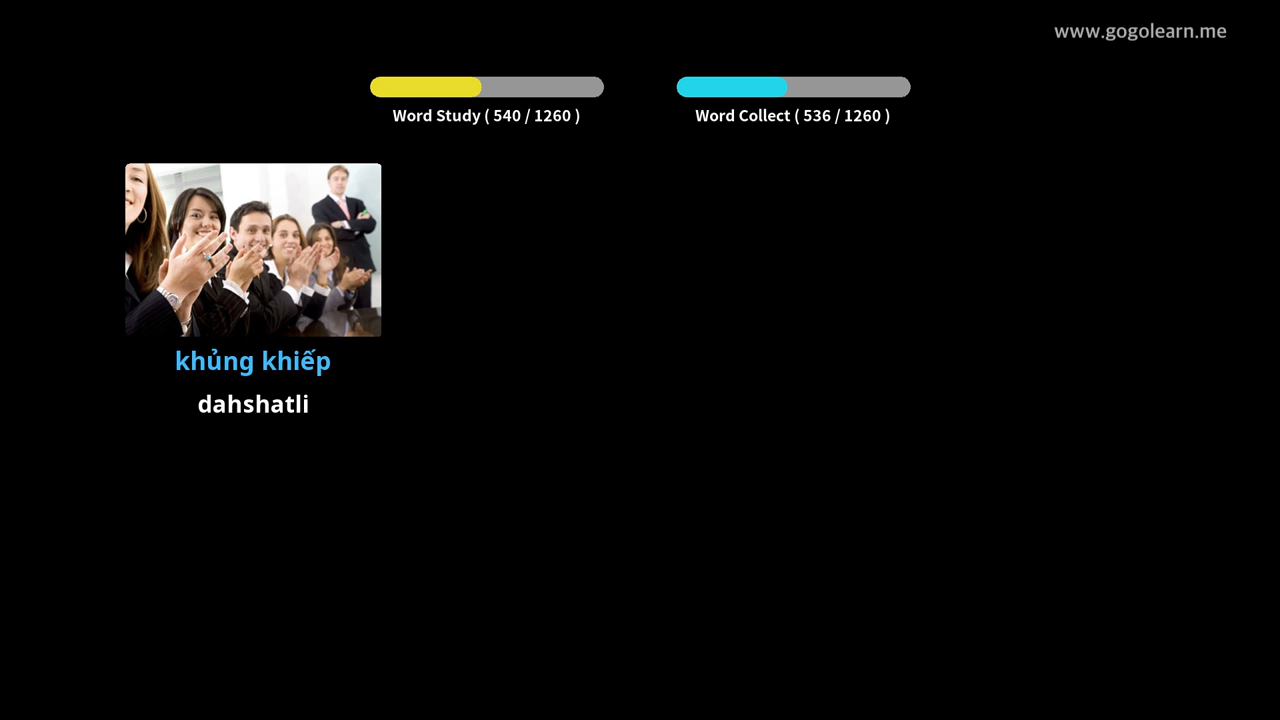 www.gogolearn.me
Word Study ( 540 / 1260 )
Word Collect ( 536 / 1260 )
khủng khiếp
dahshatli